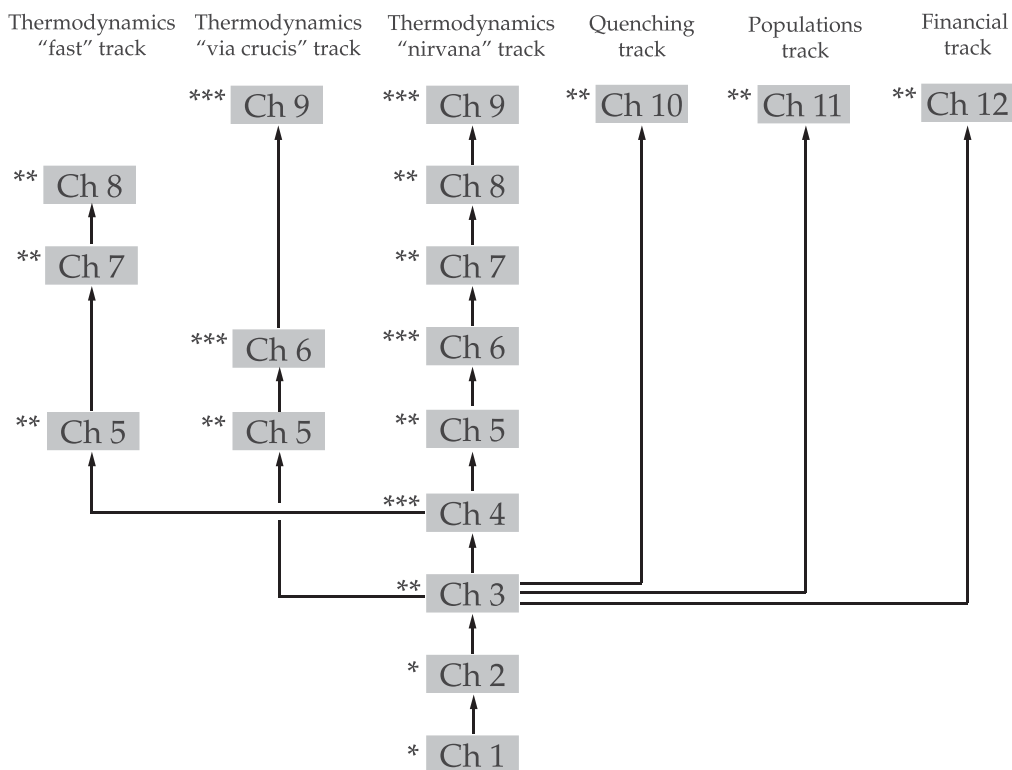 Thermodynamics
“fast” track
Thermodynamics
“via crucis” track
Thermodynamics
“nirvana” track
Quenching
track
Populations
track
Financial
track
*** Ch 9
*** Ch 9
** Ch 10
** Ch 11
** Ch 12
** Ch 8
** Ch 8
** Ch 7
** Ch 7
*** Ch 6
*** Ch 6
** Ch 5
** Ch 5
** Ch 5
*** Ch 4
** Ch 3
* Ch 2
* Ch 1